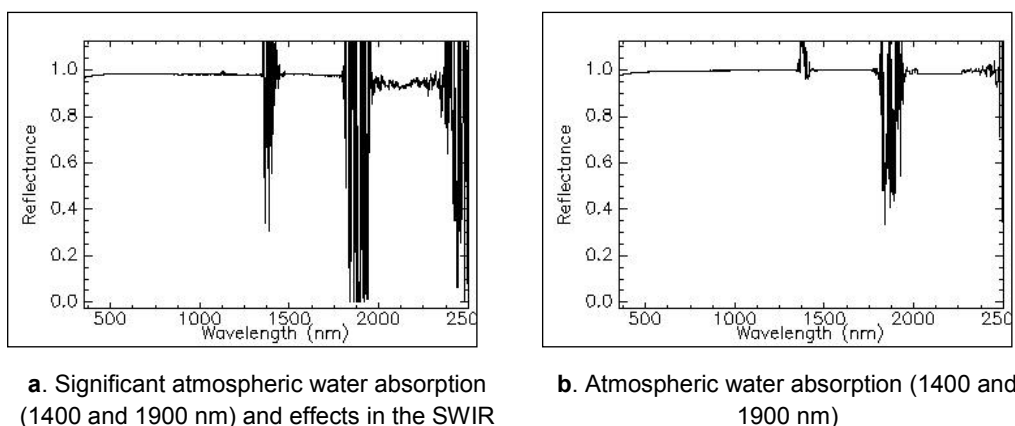 1.0
0.8
0.6
0.4
0.2
0.0
Reflectance
500 1000 1500 2000 250
Wavelength (nm)
1.0
0.8
0.6
0.4
0.2
0.0
Reflectance
500 1000 1500 2000 250
Wavelength (nm)
a. Significant atmospheric water absorption
(1400 and 1900 nm) and effects in the SWIR
b. Atmospheric water absorption (1400 and
1900 nm)